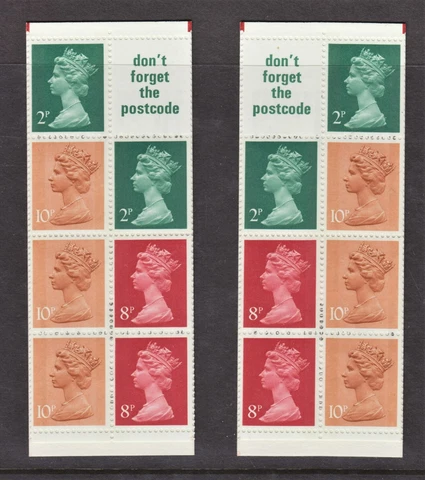 don't
forget
the
postcode
2P
10P
2P
10P
8P
10P
8P
don't
forget
the
postcode
2P
2P
10P
8P
10P
8P
10P